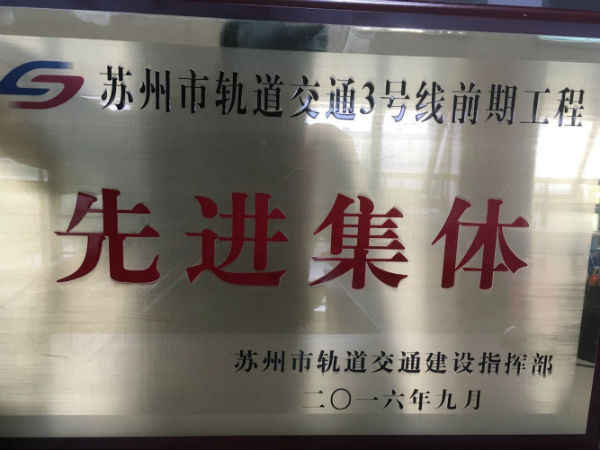 苏州市轨道交通3号线前期工程
先进集体
苏州市轨道交通建设指挥部
二〇一六年九月